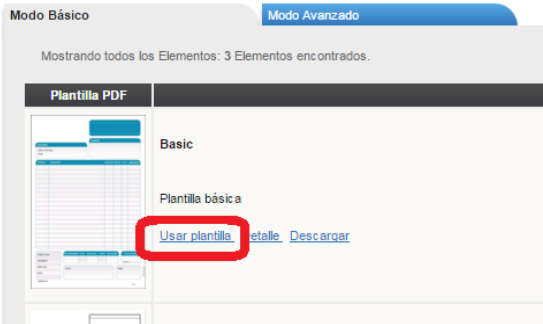 Modo Básico
Modo Avanzado
Mostrando todos los Elementos: 3 Elementos encontrados.
Plantilla PDF
Basic
Plantilla básica
Usar plantilla etalle Descargar